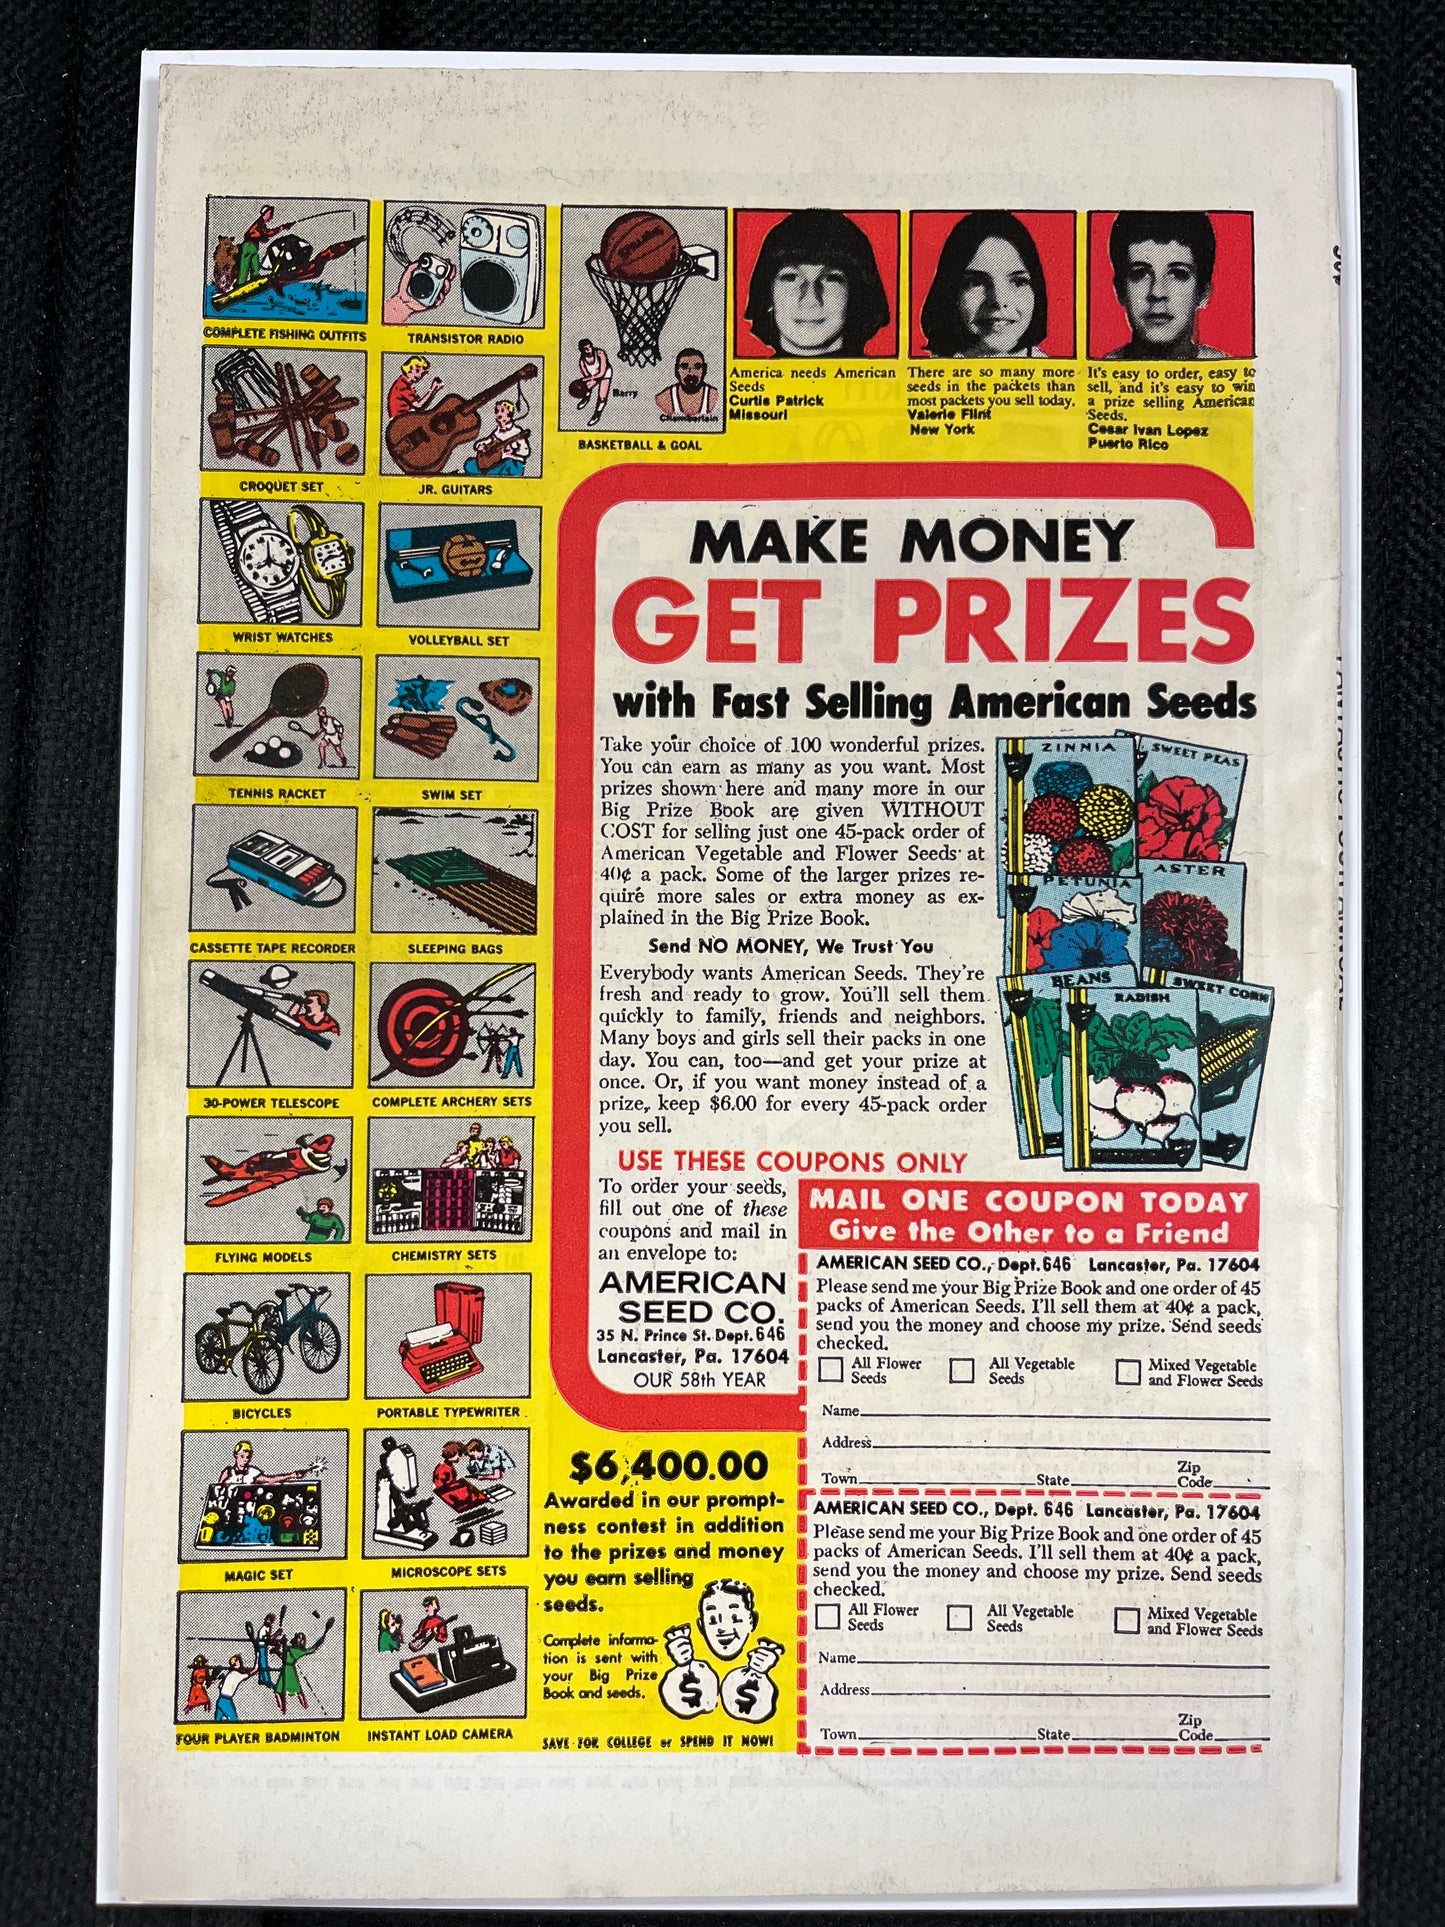 COMPLETE FISHING OUTFITS
TRANSISTOR RADIO
CROQUET SET
JR. GUITARS
WRIST WATCHES
VOLLEYBALL SET
TENNIS RACKET
SWIM SET
CASSETTE TAPE RECORDER
SLEEPING BAGS
30-POWER TELESCOPE
COMPLETE ARCHERY SETS
FLYING MODELS
CHEMISTRY SETS
BICYCLES
PORTABLE TYPEWRITER
MAGIC SET
MICROSCOPE SETS
FOUR PLAYER BADMINTON
INSTANT LOAD CAMERA
SPALDING
Barry
Chamberlain
BASKETBALL & GOAL
America needs American
Seeds
Curtis Patrick
Missouri
There are so many more
seeds in the packets than
most packets you sell today.
Valerie Flint
New York
It's easy to order, easy to
sell, and it's easy to win
a prize selling American
Seeds.
Cesar Ivan Lopez
Puerto Rico
MAKE MONEY
GET PRIZES
with Fast Selling American Seeds
Take your choice of 100 wonderful prizes.
You can earn as many as you want. Most
prizes shown here and many more in our
Big Prize Book are given WITHOUT
COST for selling just one 45-pack order of
American Vegetable and Flower Seeds at
40¢ a pack. Some of the larger prizes re-
quire more sales or extra money as ex-
plained in the Big Prize Book.
Send NO MONEY, We Trust You
Everybody wants American Seeds. They're
fresh and ready to grow. You'll sell them
quickly to family, friends and neighbors.
Many boys and girls sell their packs in one
day. You can, too—and get your prize at
once. Or, if you want money instead of a
prize, keep $6.00 for every 45-pack order
you sell.
ZINNIA
SWEET PEAS
PETUNIA
ASTER
BEANS
RADISH
SWEET CORN
USE THESE COUPONS ONLY
To order your seeds,
fill out one of these
coupons and mail in
an envelope to:
AMERICAN
SEED CO.
35 N. Prince St. Dept. 646
Lancaster, Pa. 17604
OUR 58th YEAR
MAIL ONE COUPON TODAY
Give the Other to a Friend
AMERICAN SEED CO., Dept. 646 Lancaster, Pa. 17604
Please send me your Big Prize Book and one order of 45
packs of American Seeds. I'll sell them at 40¢ a pack,
send you the money and choose my prize. Send seeds
checked.
All Flower Seeds
All Vegetable Seeds
Mixed Vegetable and Flower Seeds
Name
Address
Town State Zip Code
AMERICAN SEED CO., Dept. 646 Lancaster, Pa. 17604
Please send me your Big Prize Book and one order of 45
packs of American Seeds. I'll sell them at 40¢ a pack,
send you the money and choose my prize. Send seeds
checked.
All Flower Seeds
All Vegetable Seeds
Mixed Vegetable and Flower Seeds
Name
Address
Town State Zip Code
$6,400.00
Awarded in our prompt-
ness contest in addition
to the prizes and money
you earn selling
seeds.
Complete informa-
tion is sent with
your Big Prize
Book and seeds.
$ $
SAVE FOR COLLEGE or SPEND IT NOW!